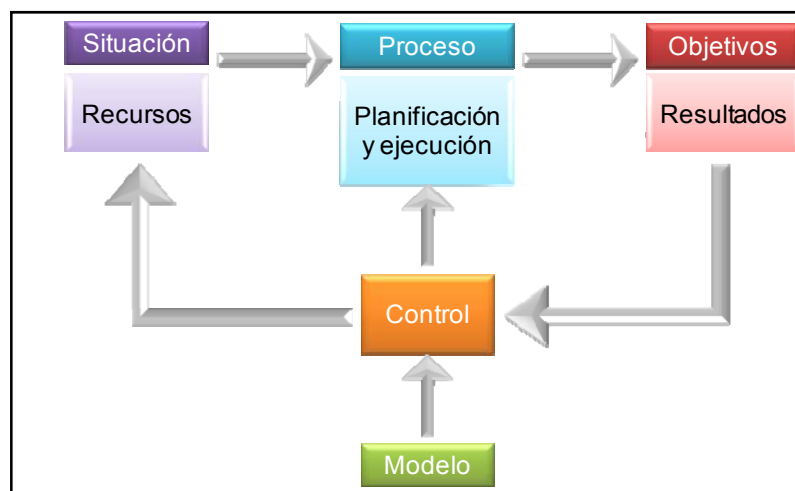 Situación
Proceso
Objetivos
Recursos
Planificación
y ejecución
Resultados
Control
Modelo